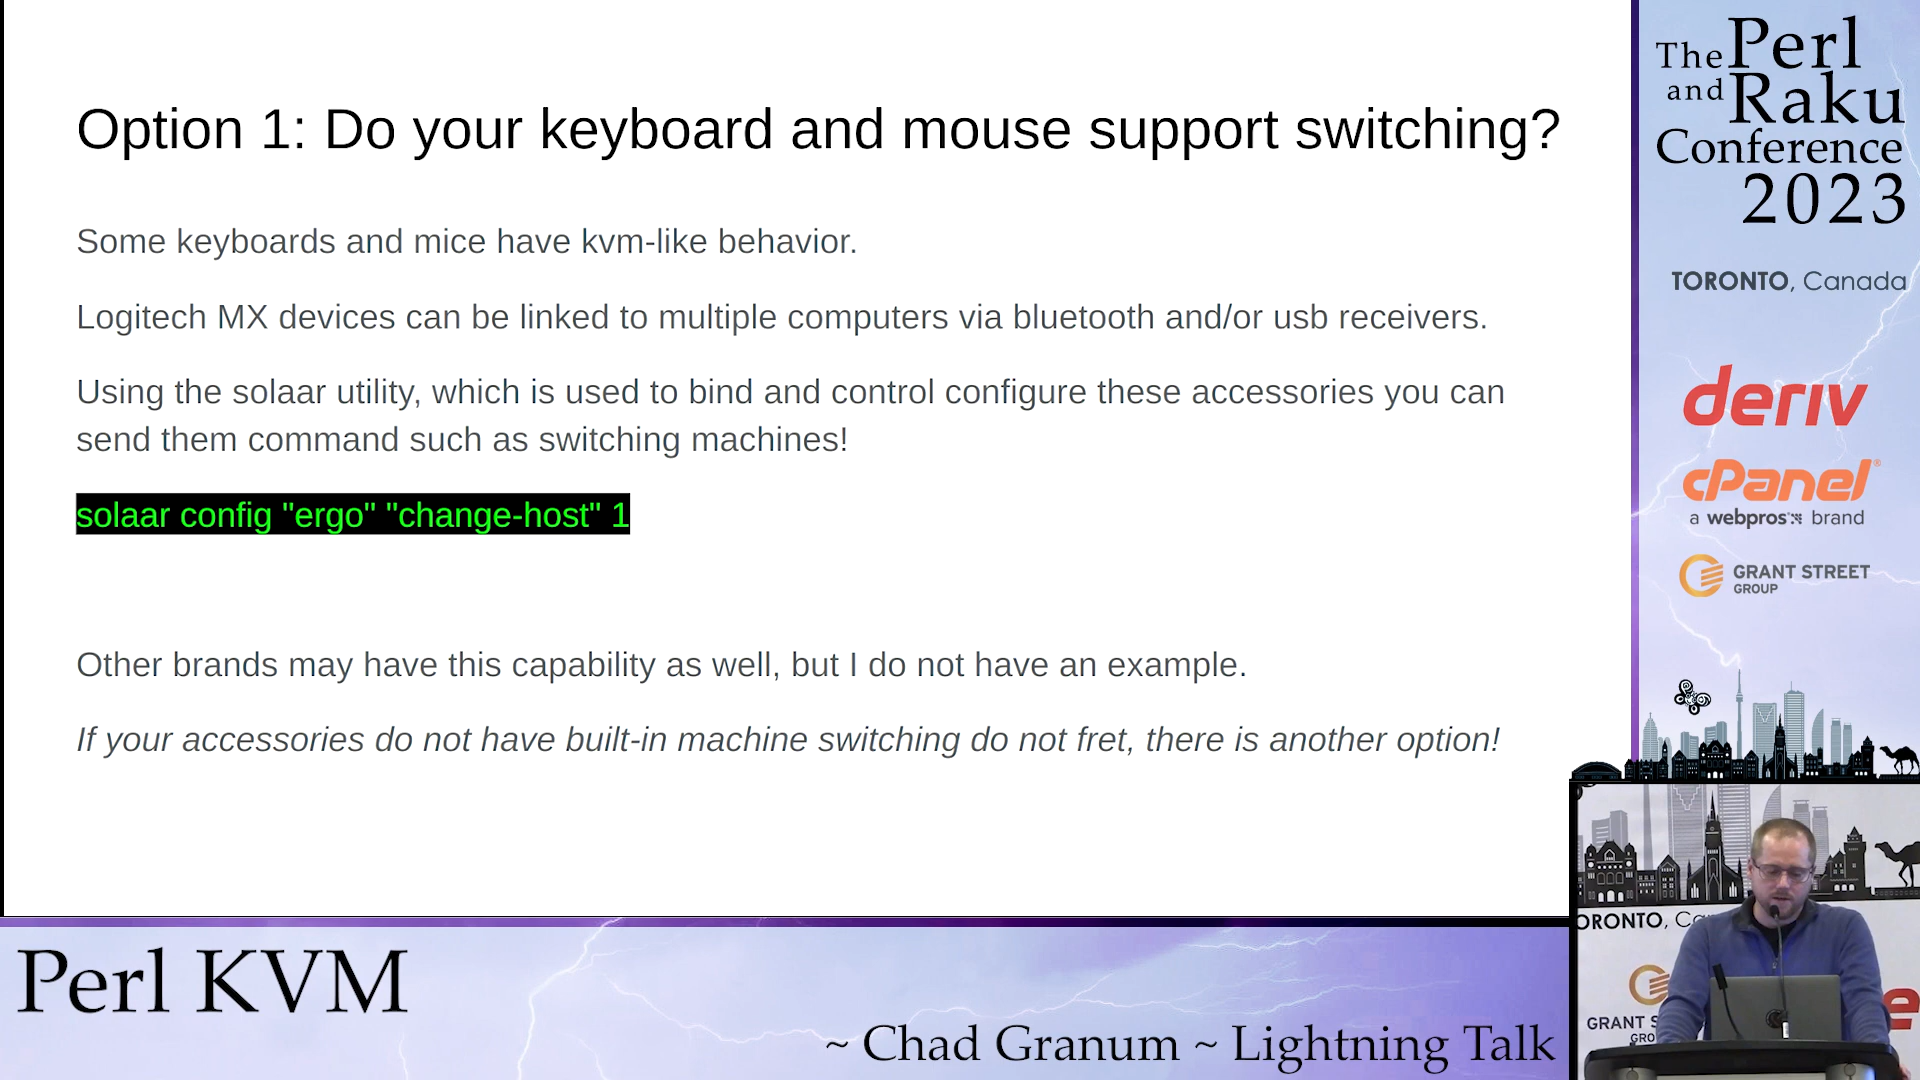 Option 1: Do your keyboard and mouse support switching?
Some keyboards and mice have kvm-like behavior.
Logitech MX devices can be linked to multiple computers via bluetooth and/or usb receivers.
Using the solaar utility, which is used to bind and control configure these accessories you can
send them command such as switching machines!
solaar config "ergo" "change-host" 1
Other brands may have this capability as well, but I do not have an example.
If your accessories do not have built-in machine switching do not fret, there is another option!
The Perl
and Raku
Conference
2023
TORONTO, Canada
deriv
cPanel®
a webpros brand
GRANT STREET
GROUP
ORONTO, Ca
GRANT S
GRO
e
Perl KVM
~ Chad Granum ~ Lightning Talk